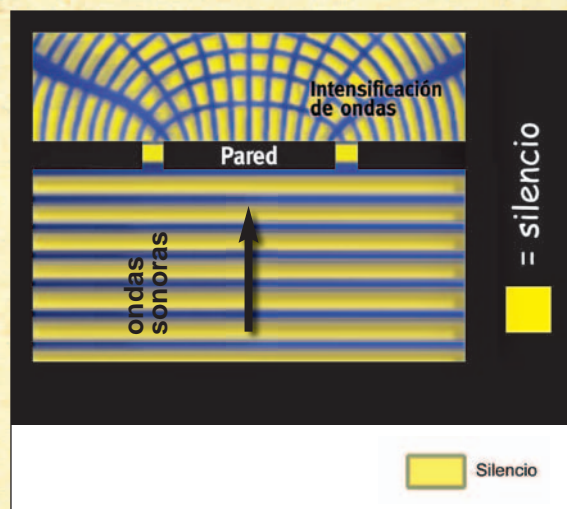 Intensificación
de ondas
Pared
ondas
sonoras
= silencio
Silencio